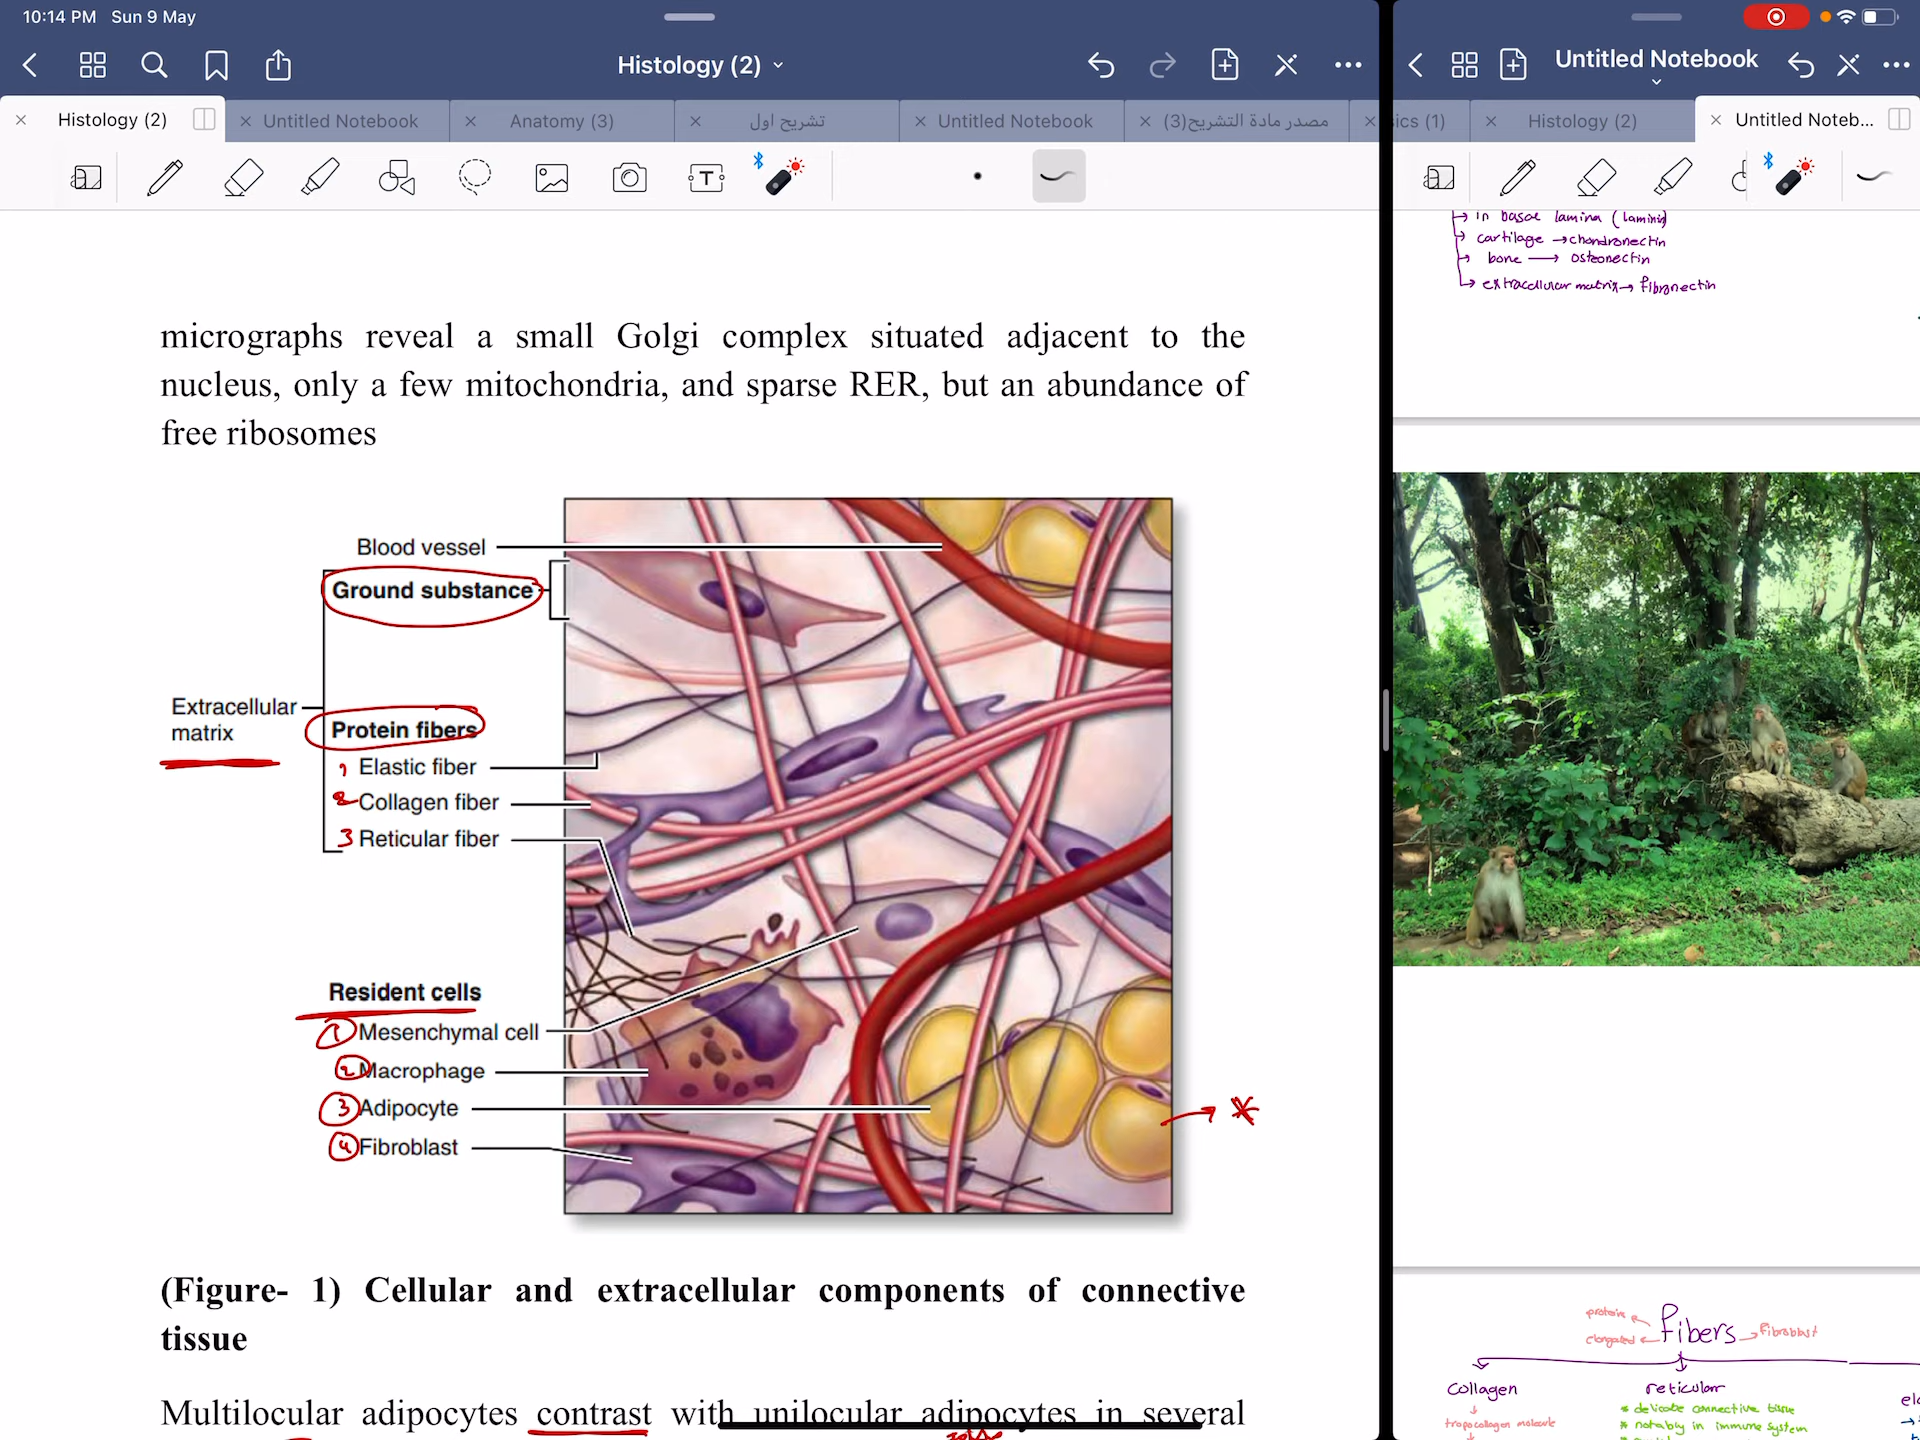 10:14 PM Sun 9 May
Histology (2)
Untitled Notebook
Histology (2)
Untitled Notebook
Anatomy (3)
تشريح اول
Untitled Notebook
مصدر مادة التشريح(3)
ics (1)
Histology (2)
Untitled Noteb...
micrographs reveal a small Golgi complex situated adjacent to the
nucleus, only a few mitochondria, and sparse RER, but an abundance of
free ribosomes
Blood vessel
Ground substance
Extracellular
matrix
Protein fibers
1 Elastic fiber
2 Collagen fiber
3 Reticular fiber
Resident cells
1 Mesenchymal cell
2 Macrophage
3 Adipocyte
4 Fibroblast
(Figure- 1) Cellular and extracellular components of connective
tissue
Multilocular adipocytes contrast with unilocular adipocytes in several
in basal lamina (laminin)
cartilage → chondronectin
bone → osteonectin
extracellular matrix → fibronectin
proteins
elongated
Fibers
Fibroblast
Collagen
tropocollagen molecule
reticular
* delicate connective tissue
* notably in immune system